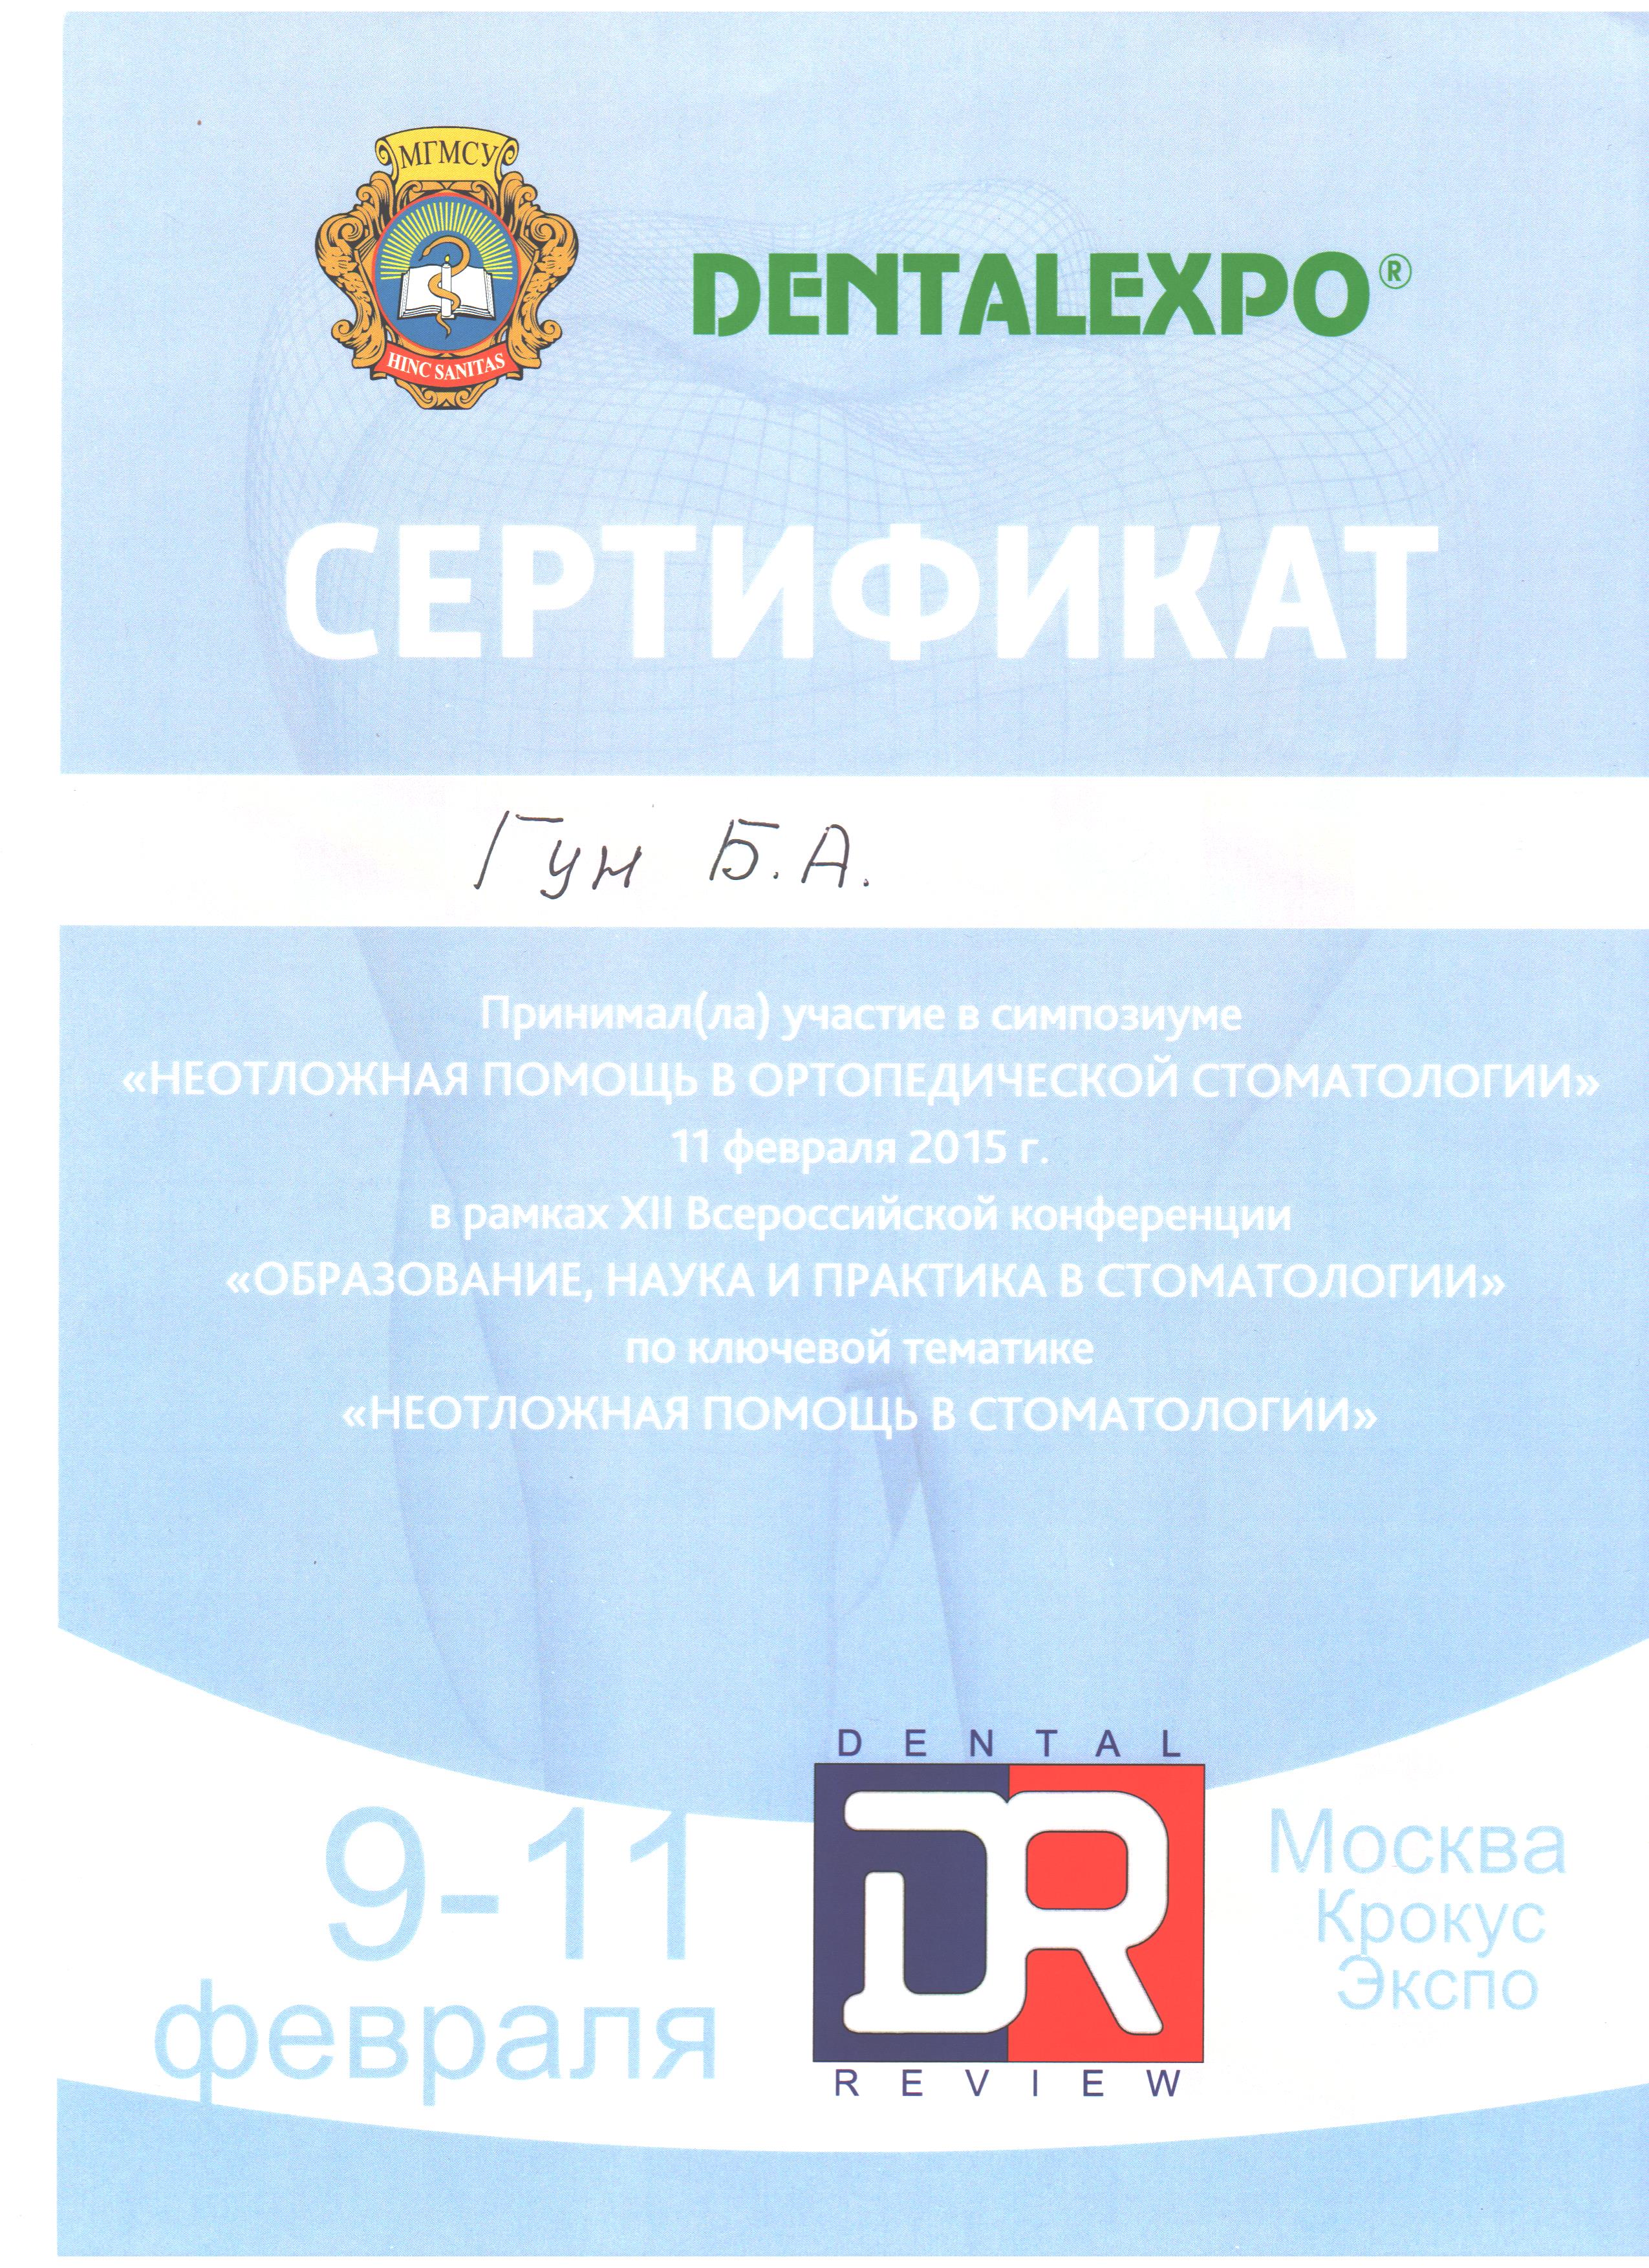 МГМСУ
HINC SANITAS
DENTALEXPO®
СЕРТИФИКАТ
Гун Б.А.
Принимал(ла) участие в симпозиуме
«НЕОТЛОЖНАЯ ПОМОЩЬ В ОРТОПЕДИЧЕСКОЙ СТОМАТОЛОГИИ»
11 февраля 2015 г.
в рамках XII Всероссийской конференции
«ОБРАЗОВАНИЕ, НАУКА И ПРАКТИКА В СТОМАТОЛОГИИ»
по ключевой тематике
«НЕОТЛОЖНАЯ ПОМОЩЬ В СТОМАТОЛОГИИ»
9-11
февраля
DENTAL
DR
REVIEW
Москва
Крокус
Экспо